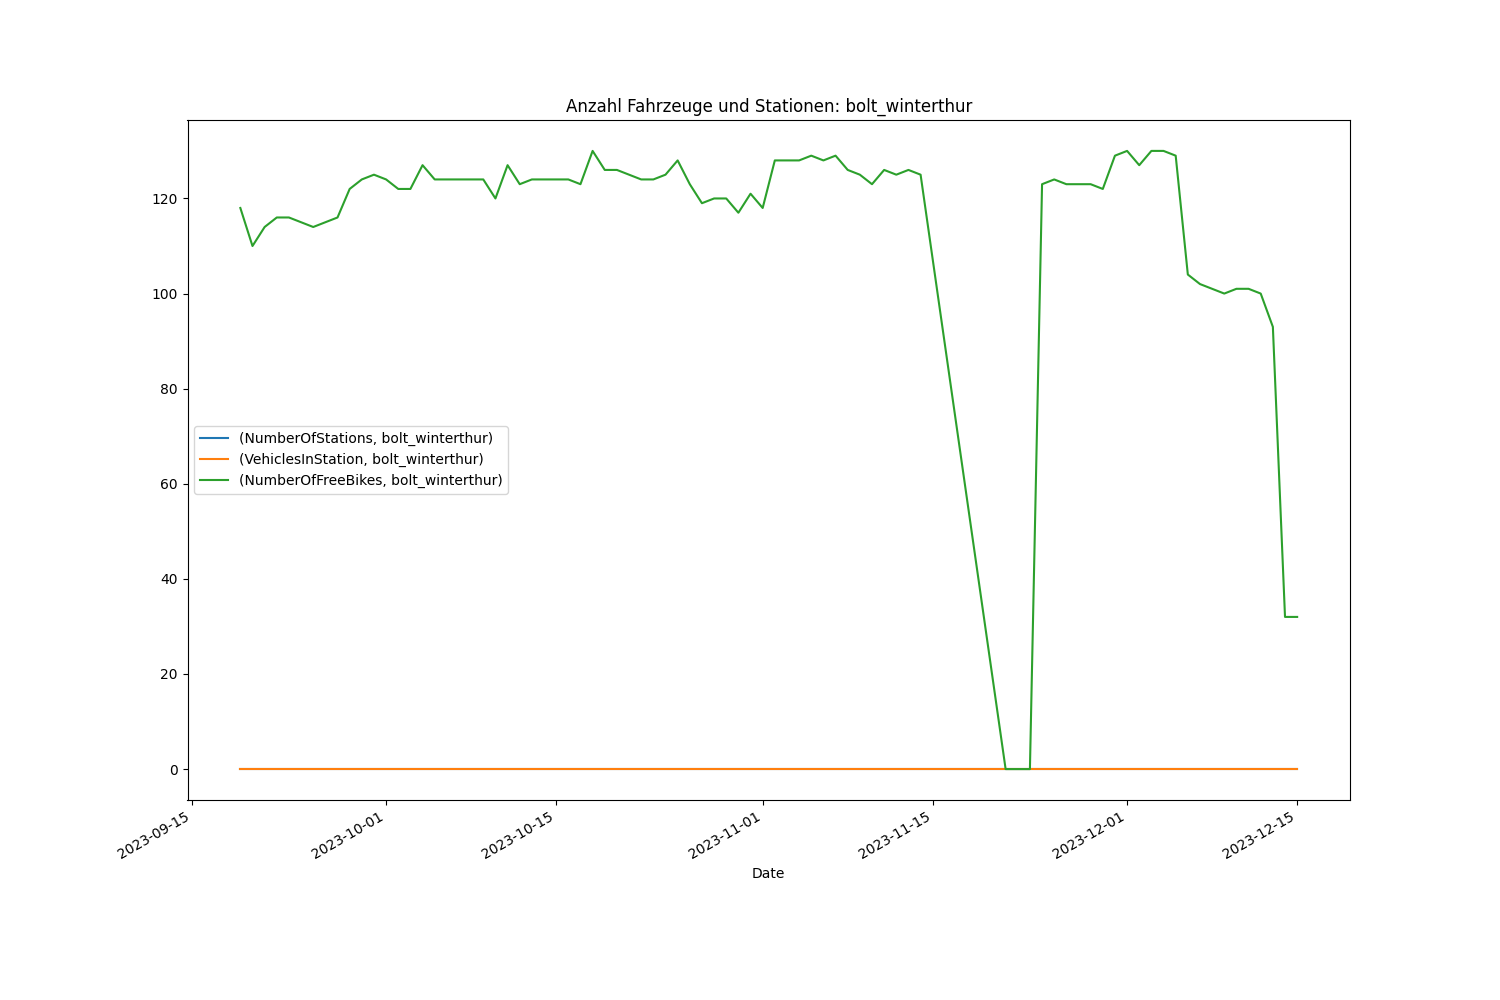 Anzahl Fahrzeuge und Stationen: bolt_winterthur
120
100
80
60
40
20
0
(NumberOfStations, bolt_winterthur)
(VehiclesInStation, bolt_winterthur)
(NumberOfFreeBikes, bolt_winterthur)
2023-09-15
2023-10-01
2023-10-15
2023-11-01
2023-11-15
2023-12-01
2023-12-15
Date